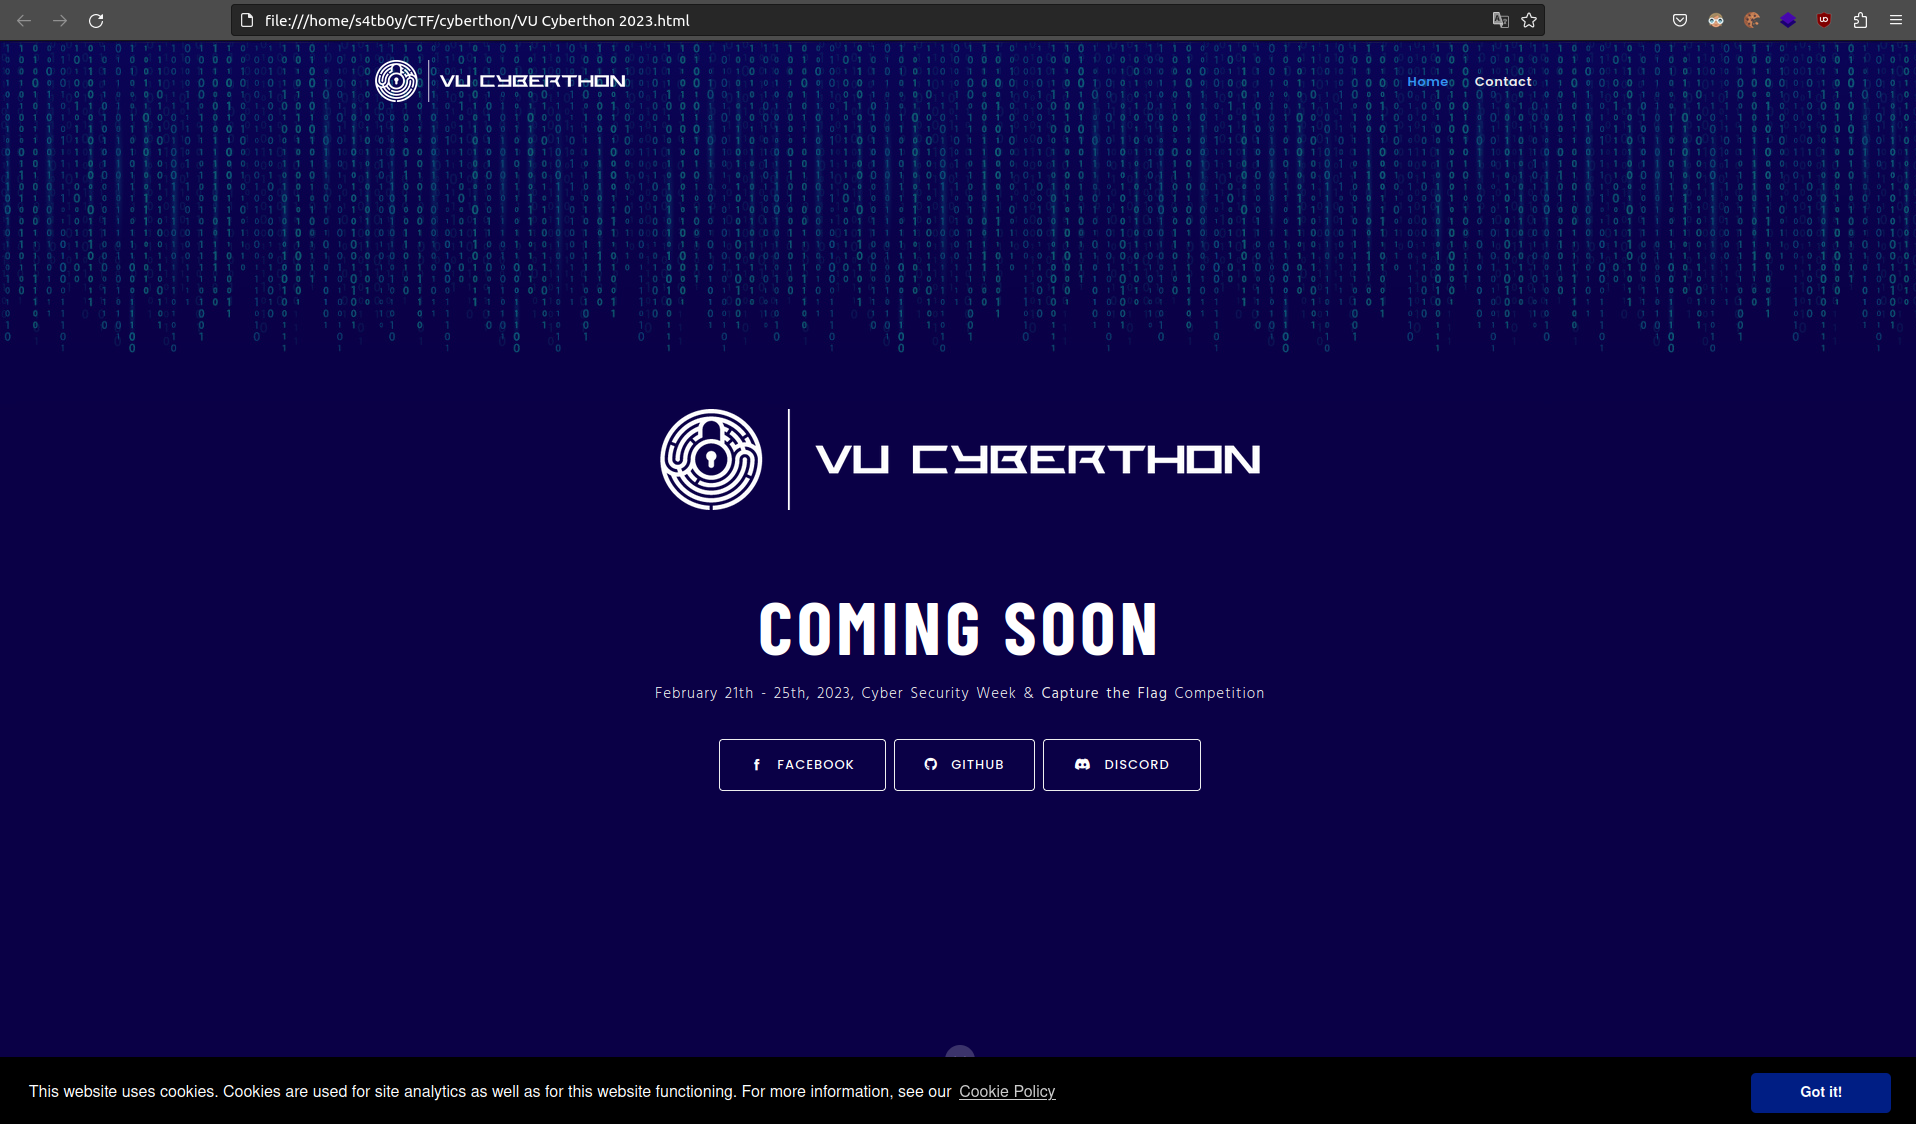 file:///home/s4tb0y/CTF/cyberthon/VU Cyberthon 2023.html
VU CYBERTHON
Home
Contact
VU CYBERTHON
COMING SOON
February 21th - 25th, 2023, Cyber Security Week & Capture the Flag Competition
FACEBOOK
GITHUB
DISCORD
This website uses cookies. Cookies are used for site analytics as well as for this website functioning. For more information, see our Cookie Policy
Got it!